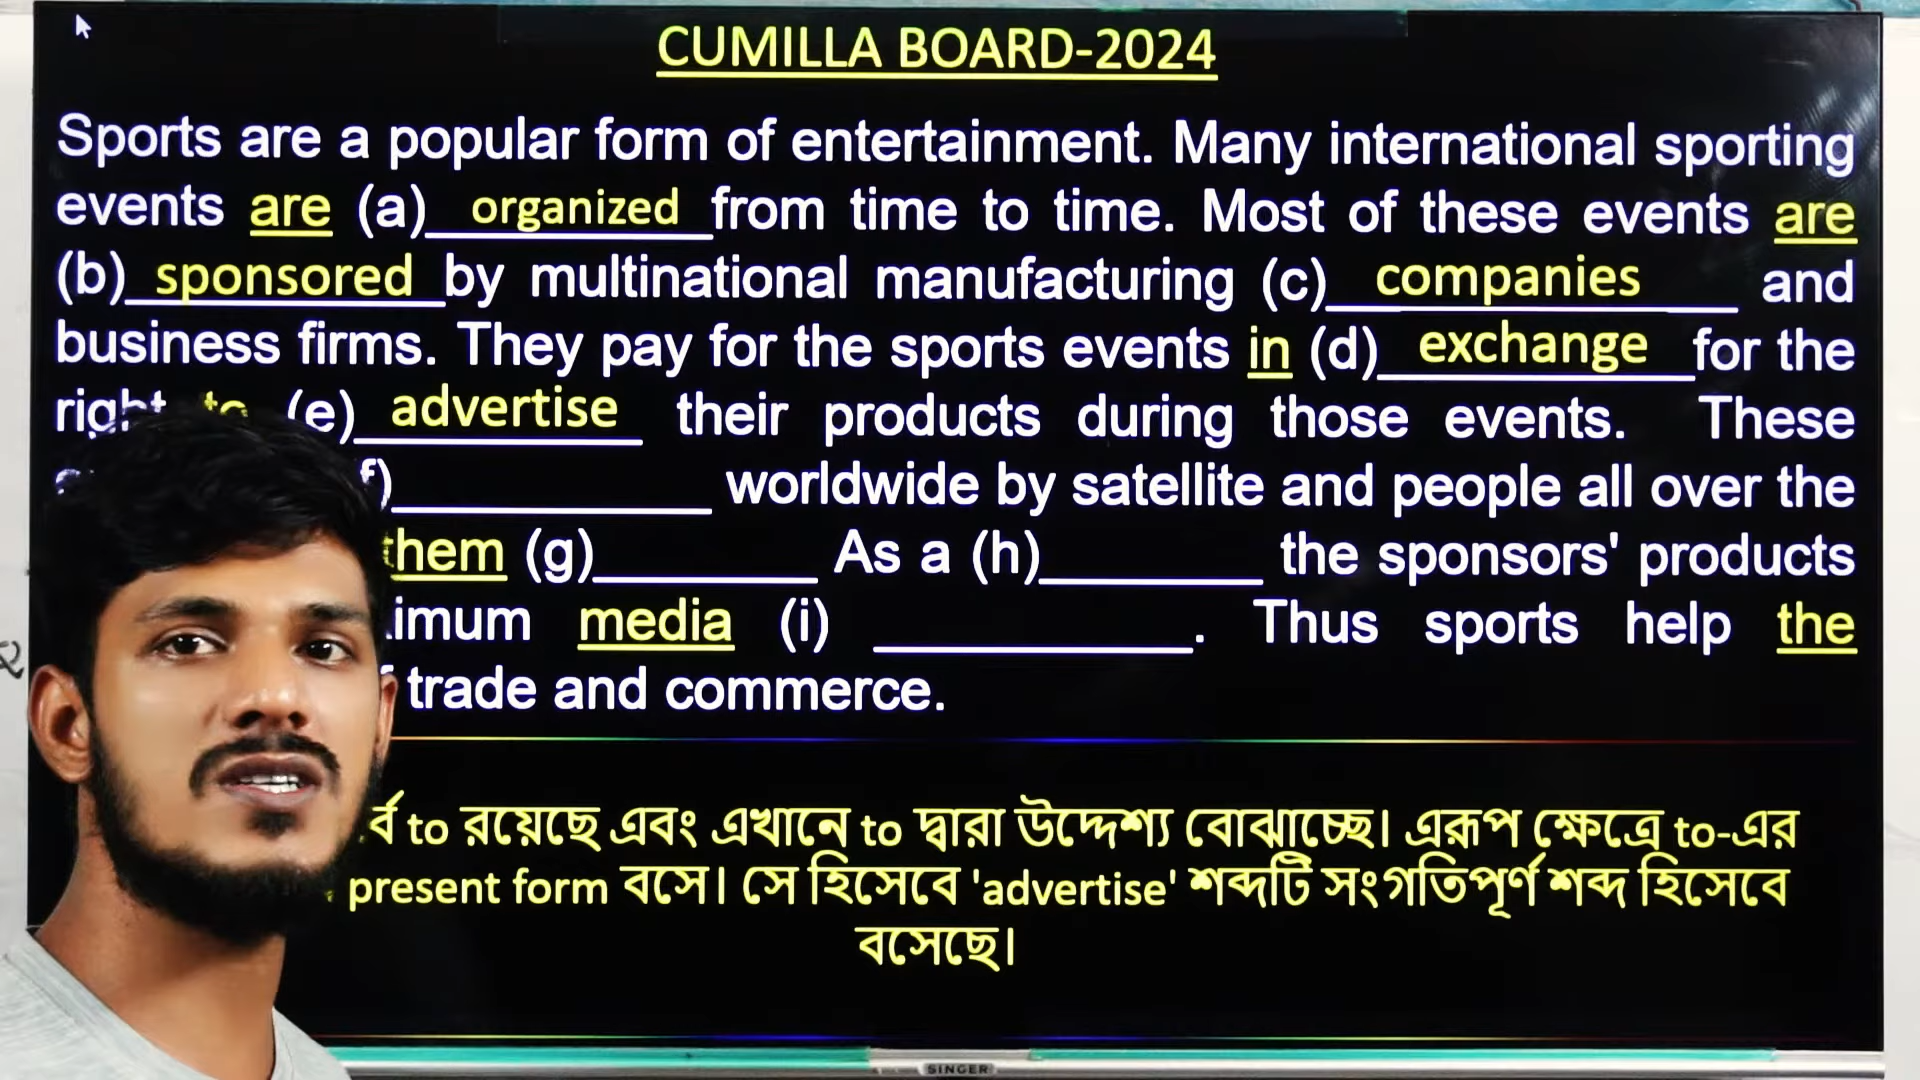 CUMILLA BOARD-2024
Sports are a popular form of entertainment. Many international sporting
events are (a) organized from time to time. Most of these events are
(b) sponsored by multinational manufacturing (c) companies and
business firms. They pay for the sports events in (d) exchange for the
right to (e) advertise their products during those events. These
f) worldwide by satellite and people all over the
them (g) As a (h) the sponsors' products
imum media (i) . Thus sports help the
trade and commerce.
র্বে to রয়েছে এবং এখানে to দ্বারা উদ্দেশ্য বোঝাচ্ছে। এরূপ ক্ষেত্রে to-এর
present form বসে। সে হিসেবে 'advertise' শব্দটি সংগতিপূর্ণ শব্দ হিসেবে
বসেছে।
SINGER